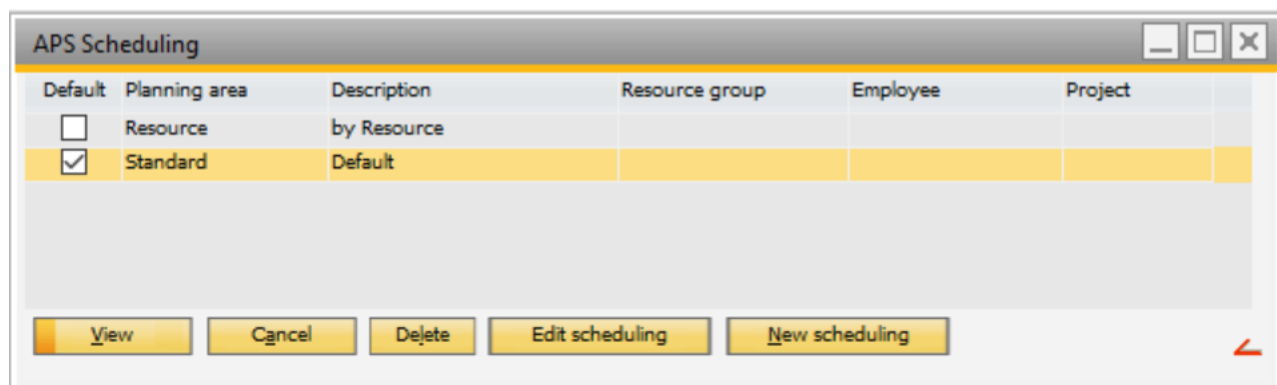 APS Scheduling
Default Planning area Description Resource group Employee Project
Resource by Resource
Standard Default
View Cancel Delete Edit scheduling New scheduling